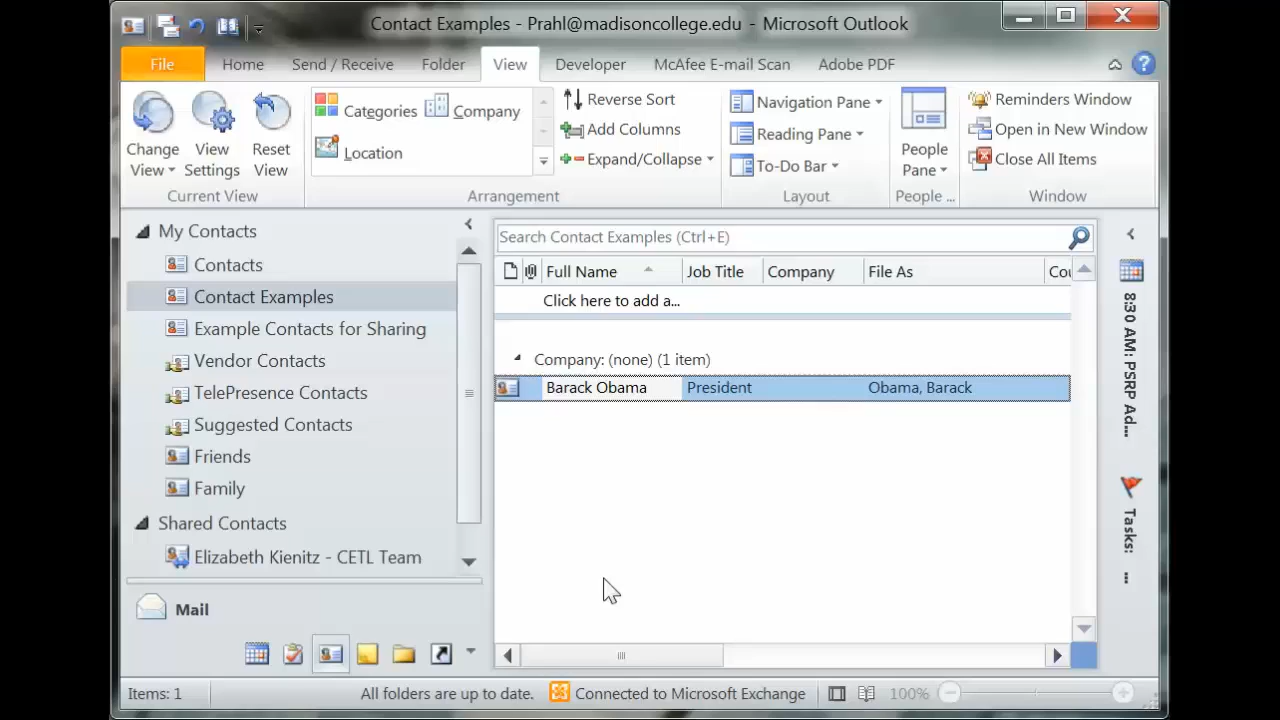 Contact Examples - Prahl@madisoncollege.edu - Microsoft Outlook
File Home Send / Receive Folder View Developer McAfee E-mail Scan Adobe PDF
Change View
View Settings
Reset View
Current View
Categories Company
Location
Reverse Sort
Add Columns
Expand/Collapse
Arrangement
Navigation Pane
Reading Pane
To-Do Bar
Layout
People Pane
People ...
Reminders Window
Open in New Window
Close All Items
Window
My Contacts
Contacts
Contact Examples
Example Contacts for Sharing
Vendor Contacts
TelePresence Contacts
Suggested Contacts
Friends
Family
Shared Contacts
Elizabeth Kienitz - CETL Team
Mail
Search Contact Examples (Ctrl+E)
Full Name Job Title Company File As Cou
Click here to add a...
Company: (none) (1 item)
Barack Obama President Obama, Barack
8:30 AM: PSRP Ad...
Tasks: ...
Items: 1 All folders are up to date. Connected to Microsoft Exchange 100%